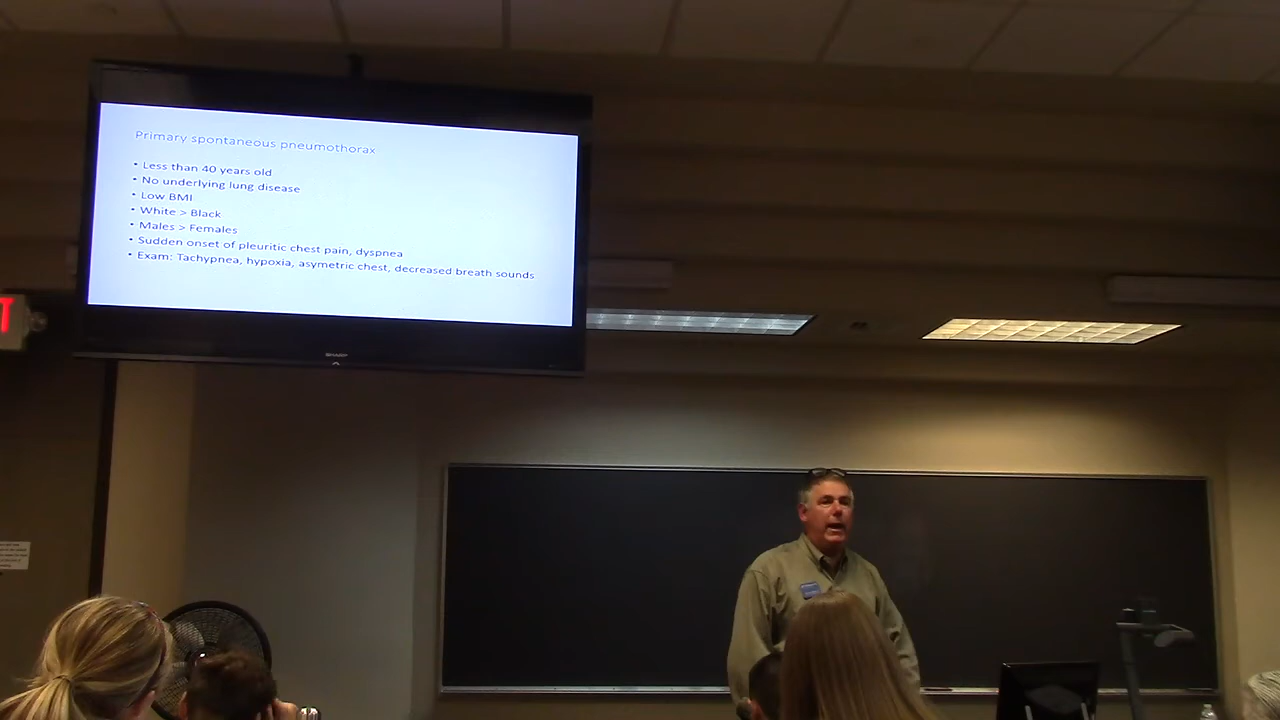 Primary spontaneous pneumothorax
• Less than 40 years old
• No underlying lung disease
• Low BMI
• White > Black
• Males > Females
• Sudden onset of pleuritic chest pain, dyspnea
• Exam: Tachypnea, hypoxia, asymetric chest, decreased breath sounds
SHARP
T